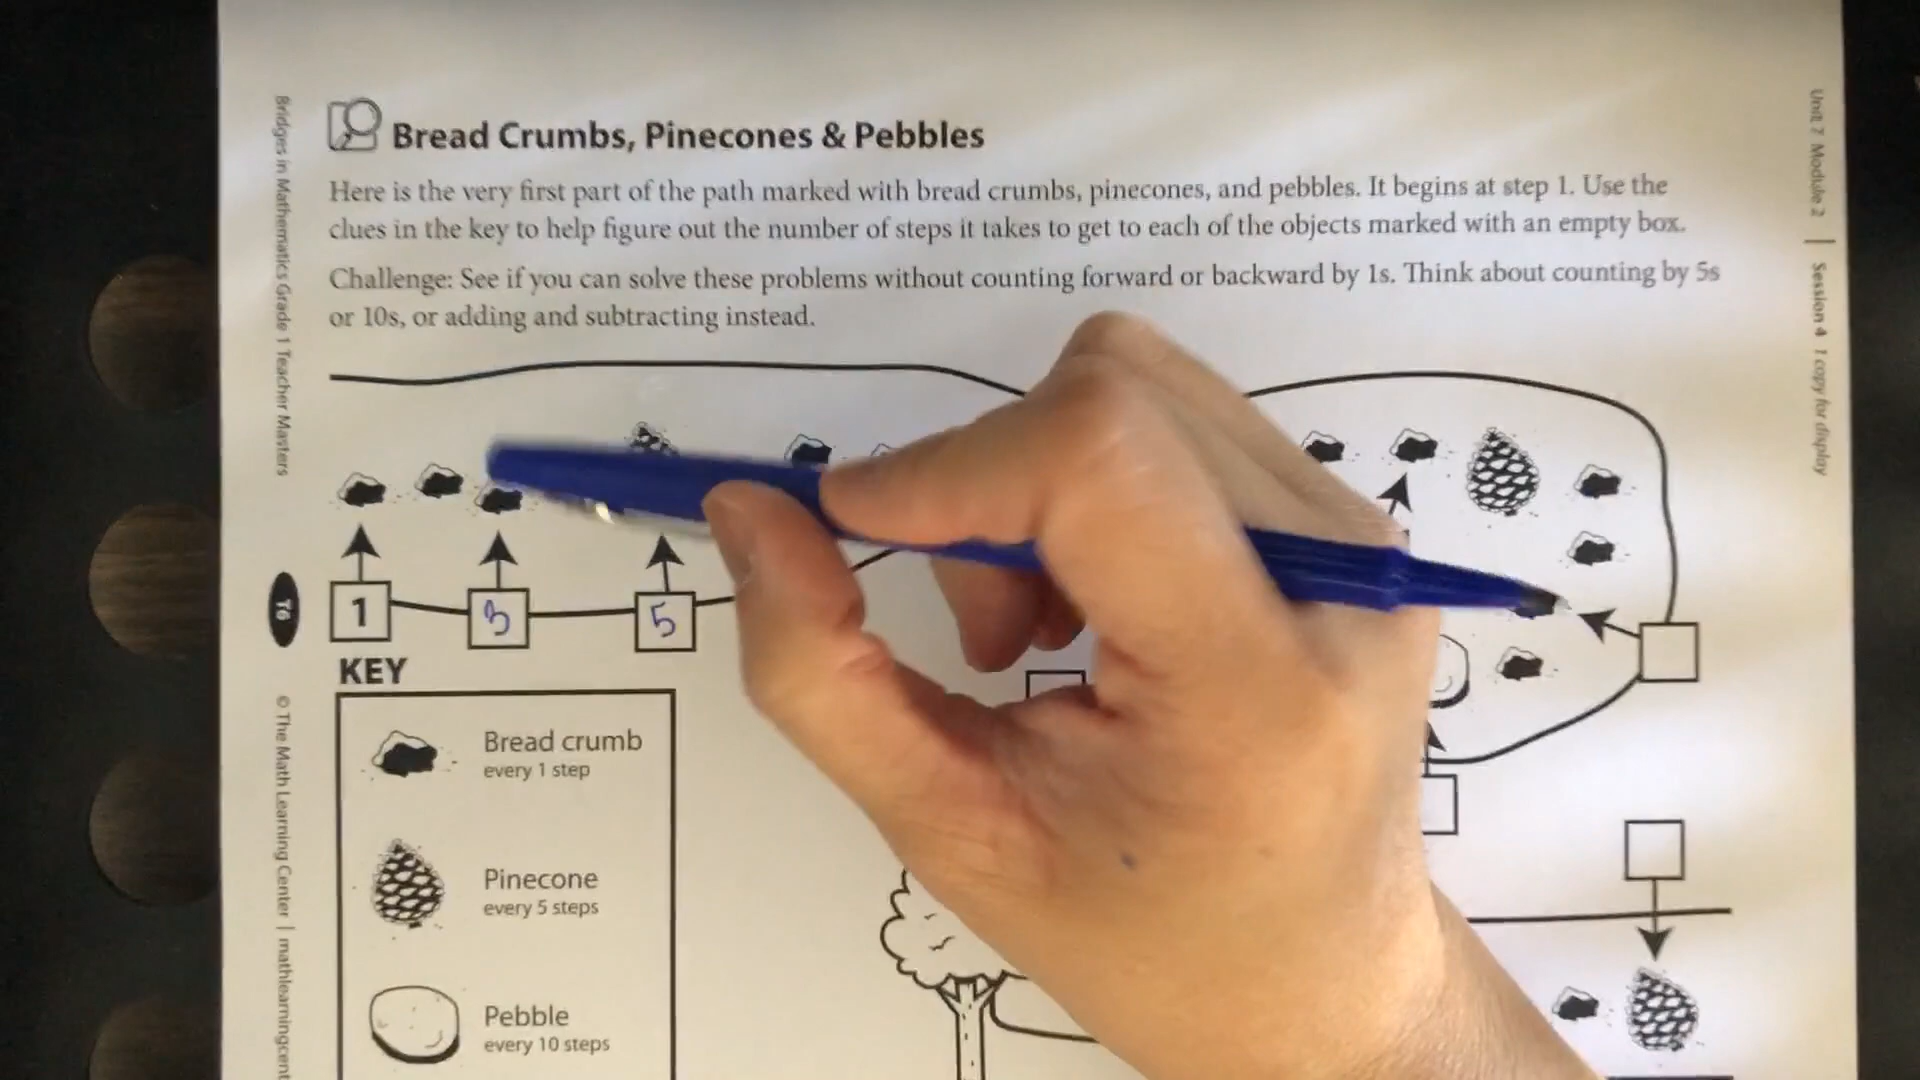 Bread Crumbs, Pinecones & Pebbles
Here is the very first part of the path marked with bread crumbs, pinecones, and pebbles. It begins at step 1. Use the
clues in the key to help figure out the number of steps it takes to get to each of the objects marked with an empty box.
Challenge: See if you can solve these problems without counting forward or backward by 1s. Think about counting by 5s
or 10s, or adding and subtracting instead.
1
3
5
KEY
Bread crumb
every 1 step
Pinecone
every 5 steps
Pebble
every 10 steps
Bridges in Mathematics Grade 1 Teacher Masters
T6
© The Math Learning Center | mathlearningcent
Unit 7 Module 2 | Session 4 1 copy for display